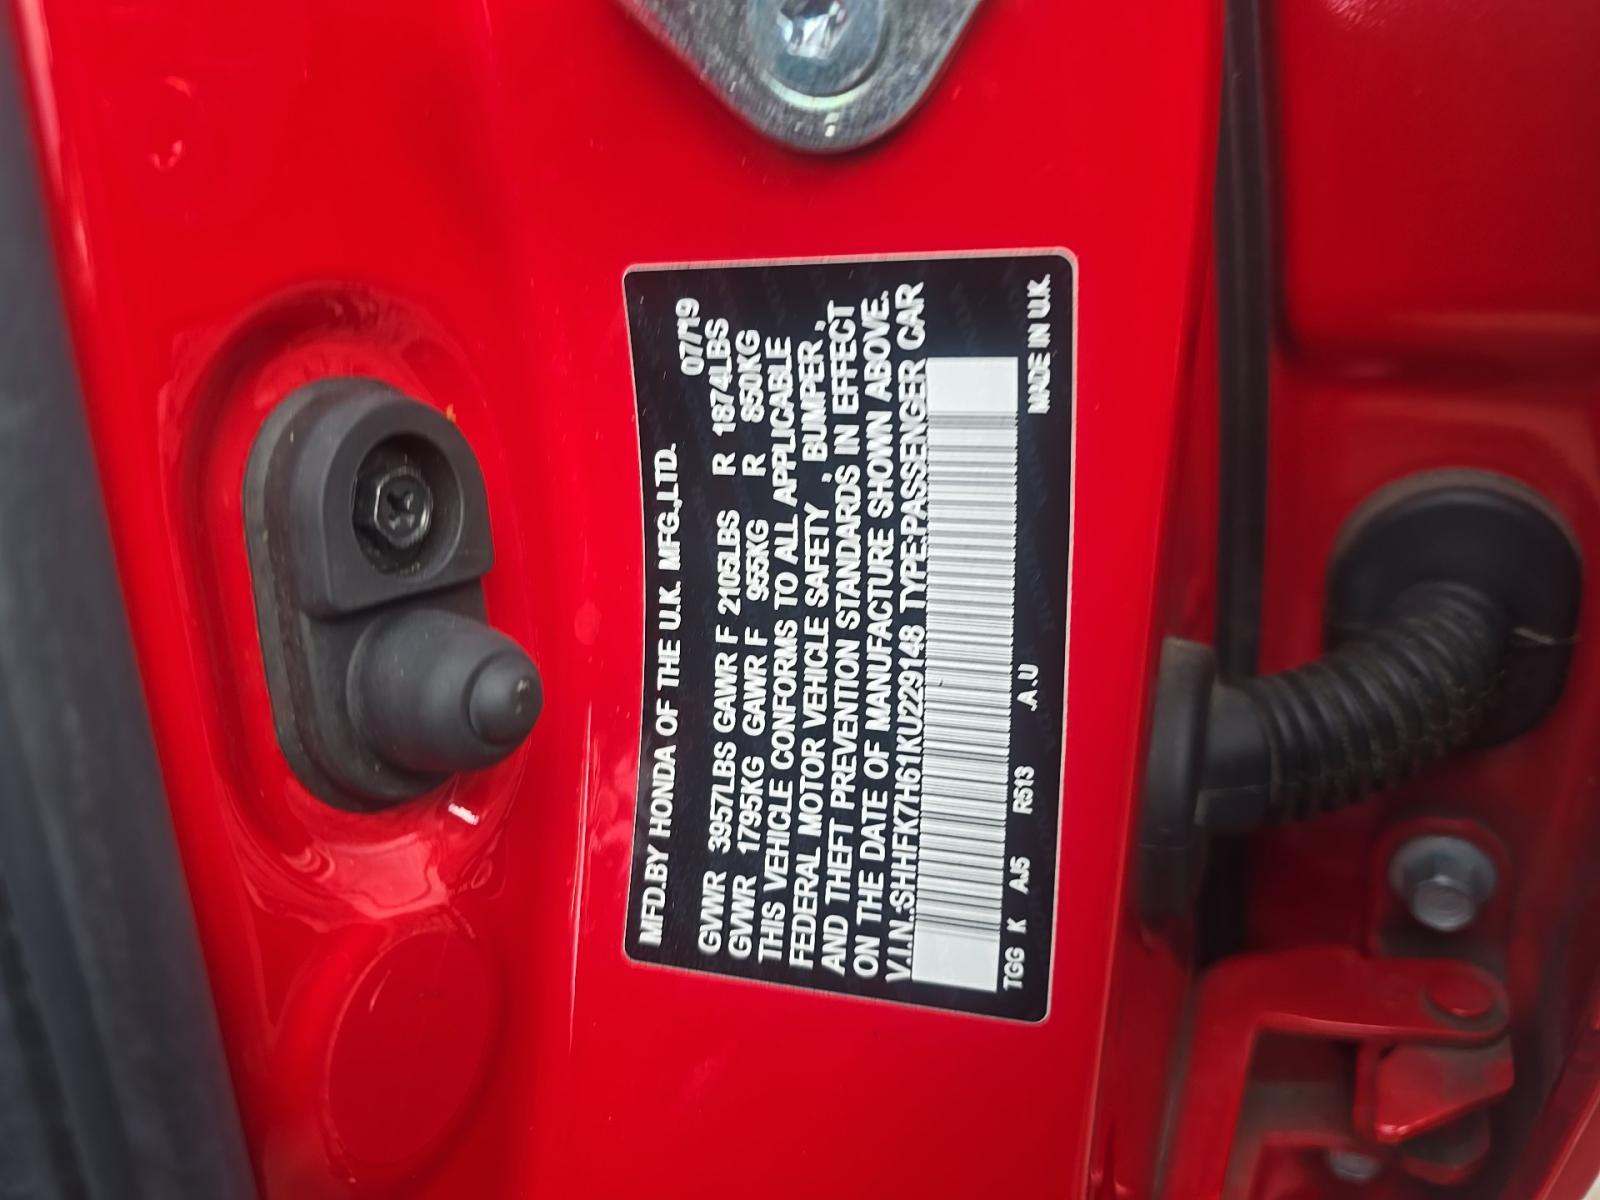 MFD.BY HONDA OF THE U.K. MFG.,LTD.
07/19
GVWR 3957LBS GAWR F 2105LBS R 1874LBS
GVWR 1795KG GAWR F 955KG R 850KG
THIS VEHICLE CONFORMS TO ALL APPLICABLE
FEDERAL MOTOR VEHICLE SAFETY , BUMPER ,
AND THEFT PREVENTION STANDARDS IN EFFECT
ON THE DATE OF MANUFACTURE SHOWN ABOVE.
V.I.N.:SHHFK7H61KU229148 TYPE:PASSENGER CAR
TGG K AJ5 R513 .A.U MADE IN U.K.